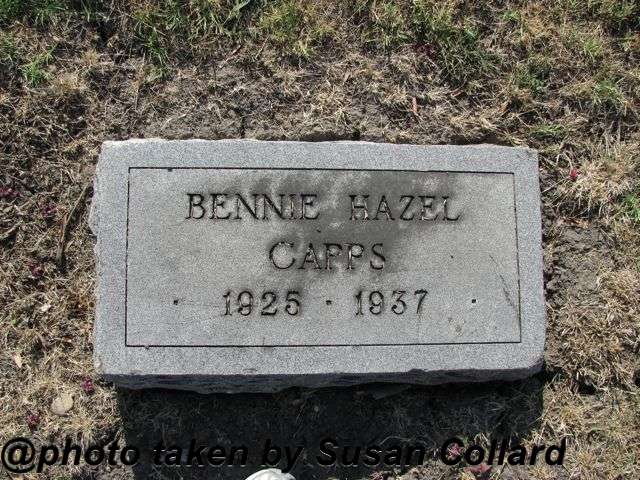 BENNIE HAZEL
CAPPS
· 1925 · 1937 ·
@photo taken by Susan Collard